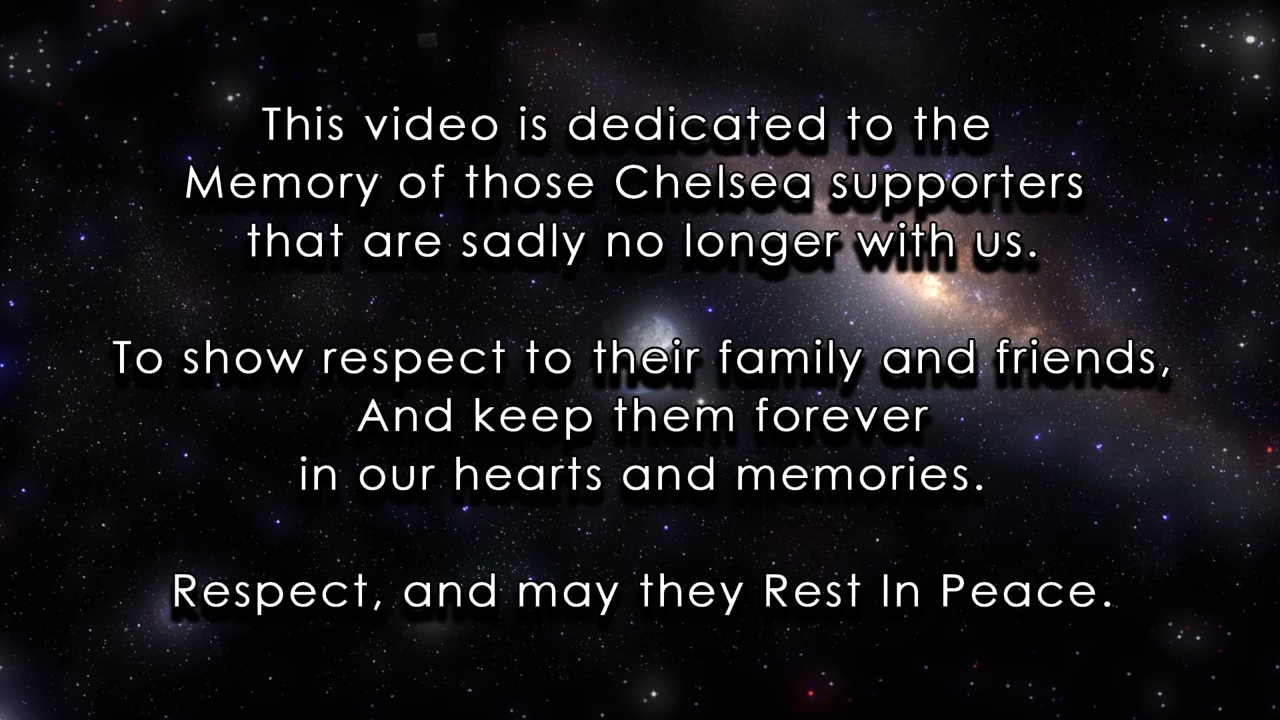 This video is dedicated to the
Memory of those Chelsea supporters
that are sadly no longer with us.
To show respect to their family and friends,
And keep them forever
in our hearts and memories.
Respect, and may they Rest In Peace.